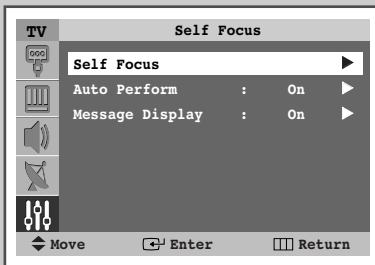 TV Self Focus
Self Focus
Auto Perform : On
Message Display : On
Move Enter Return